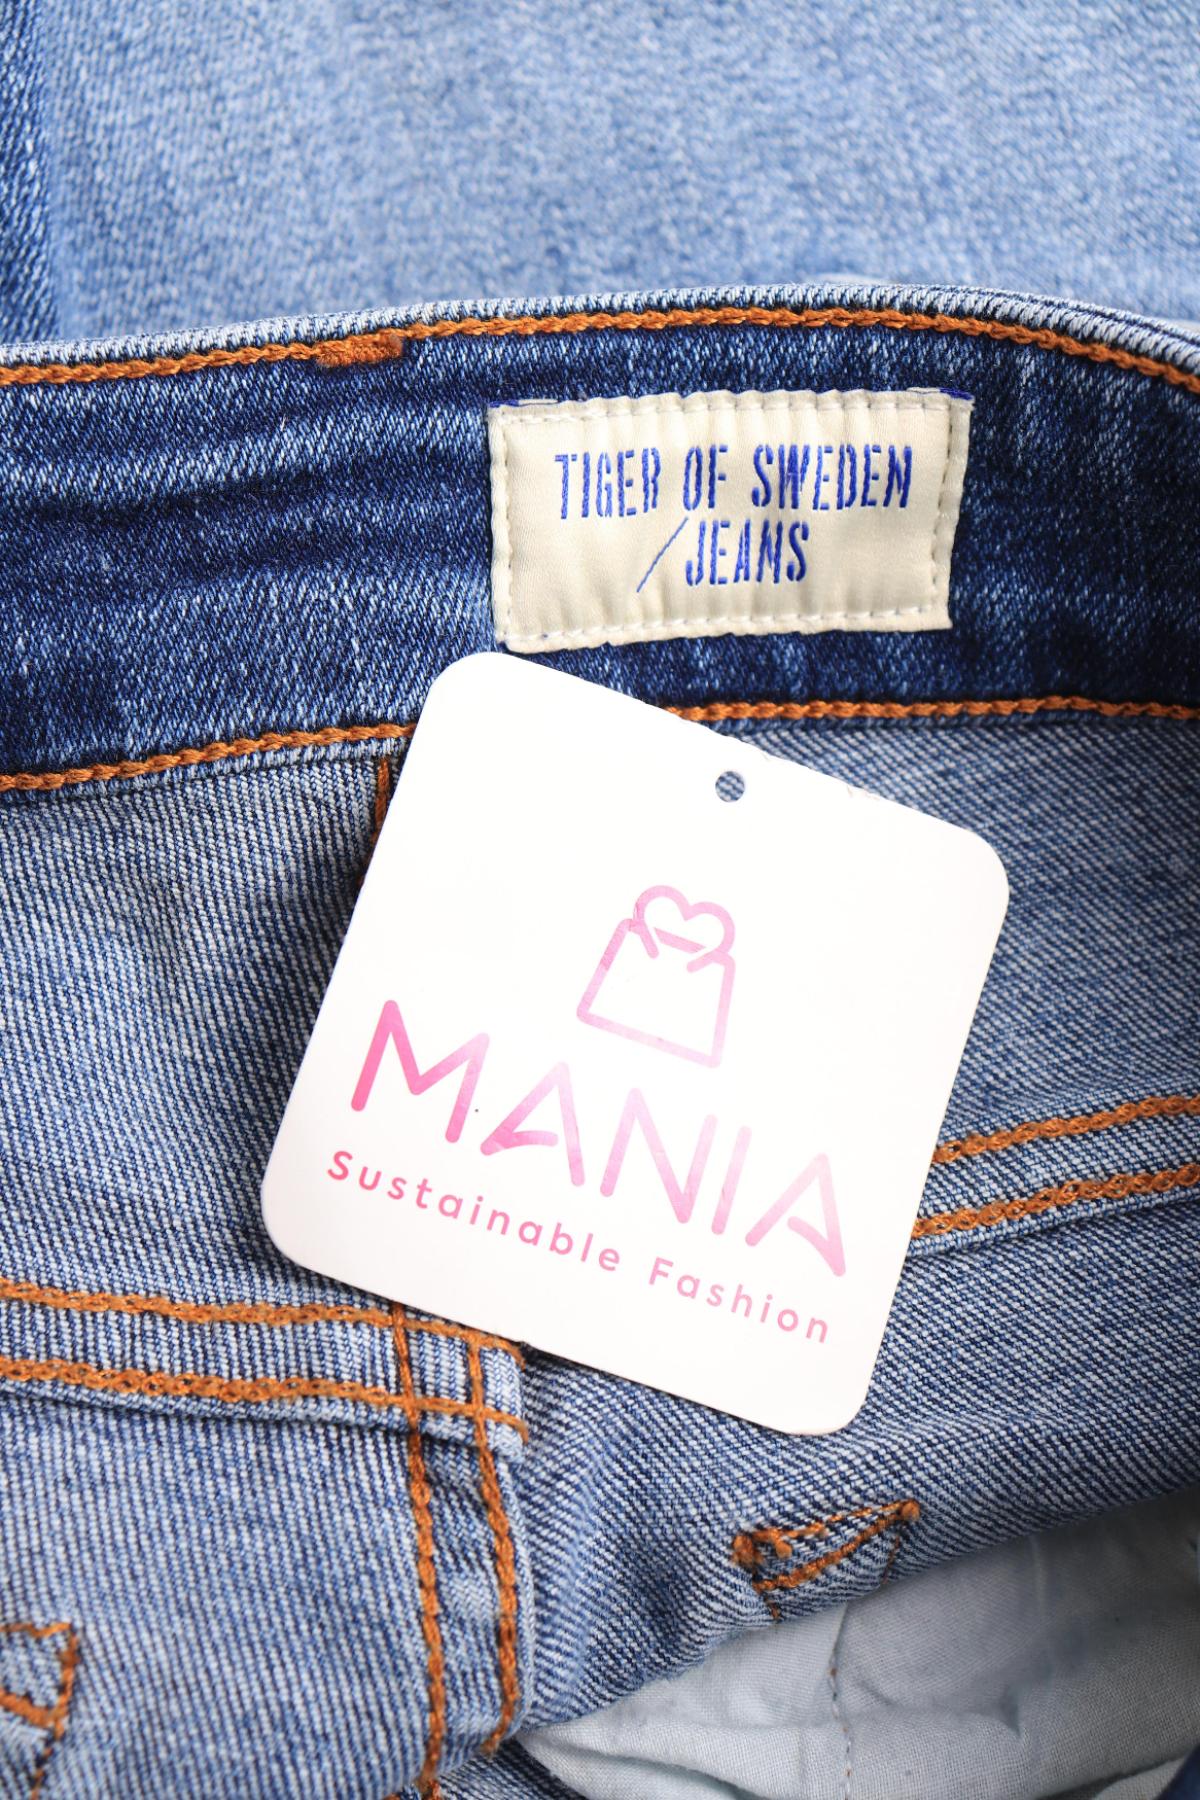 TIGER OF SWEDEN
/JEANS
MANIA
Sustainable Fashion